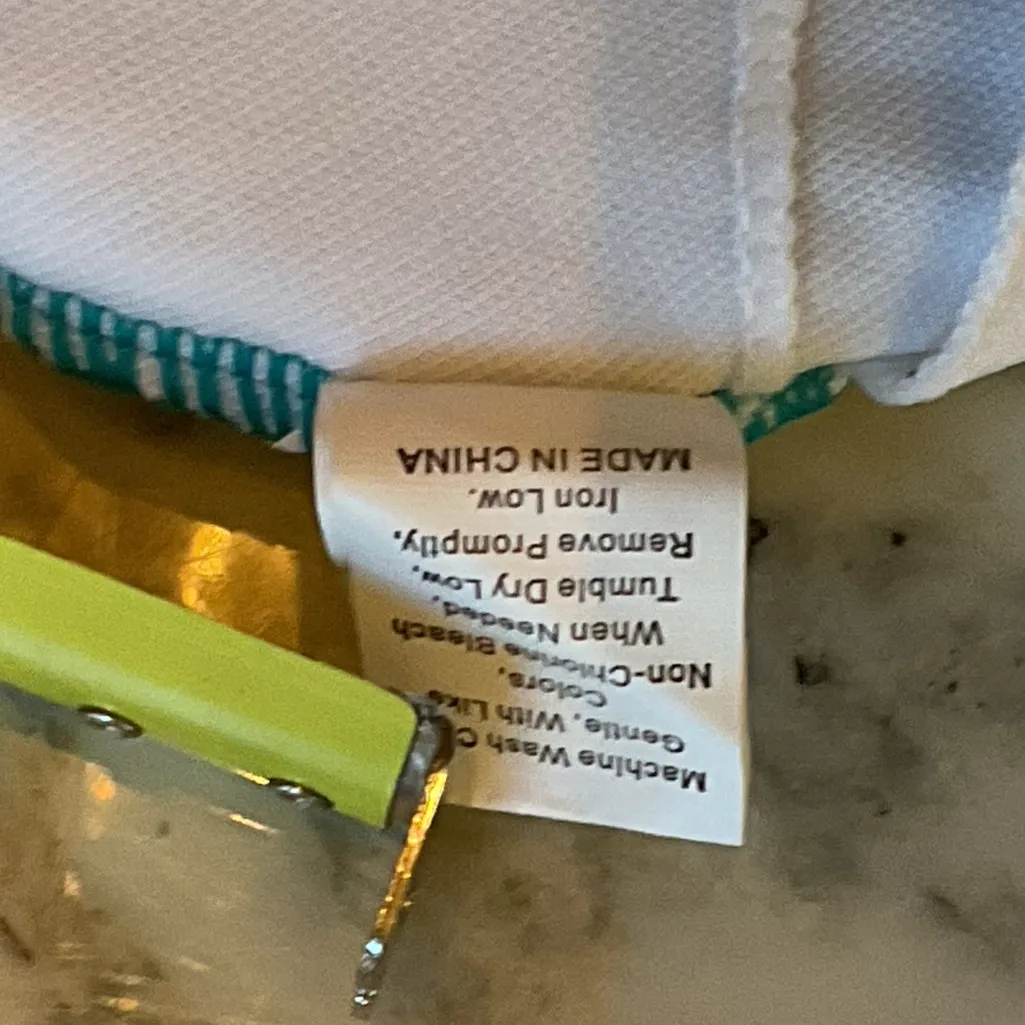 Machine Wash
Gentle, With Like
Colors,
Non-Chlorine Bleach
When Needed,
Tumble Dry Low,
Remove Promptly,
Iron Low.
MADE IN CHINA